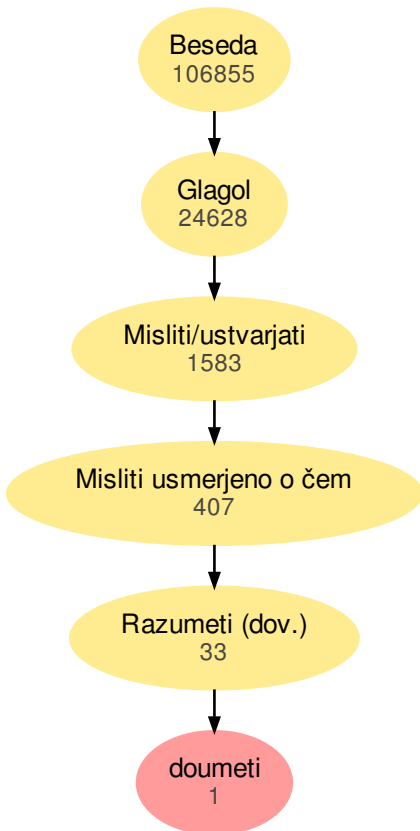 Beseda
106855
Glagol
24628
Misliti/ustvarjati
1583
Misliti usmerjeno o čem
407
Razumeti (dov.)
33
doumeti
1